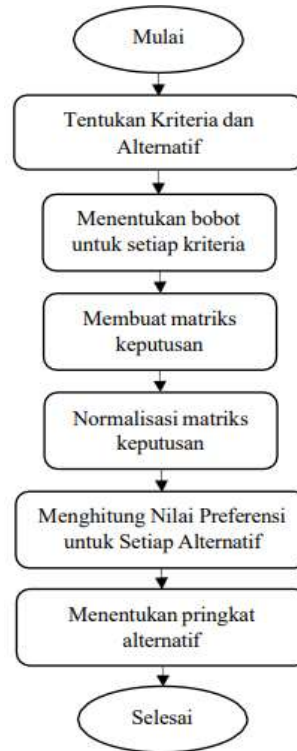 Mulai
Tentukan Kriteria dan
Alternatif
Menentukan bobot
untuk setiap kriteria
Membuat matriks
keputusan
Normalisasi matriks
keputusan
Menghitung Nilai Preferensi
untuk Setiap Alternatif
Menentukan pringkat
alternatif
Selesai